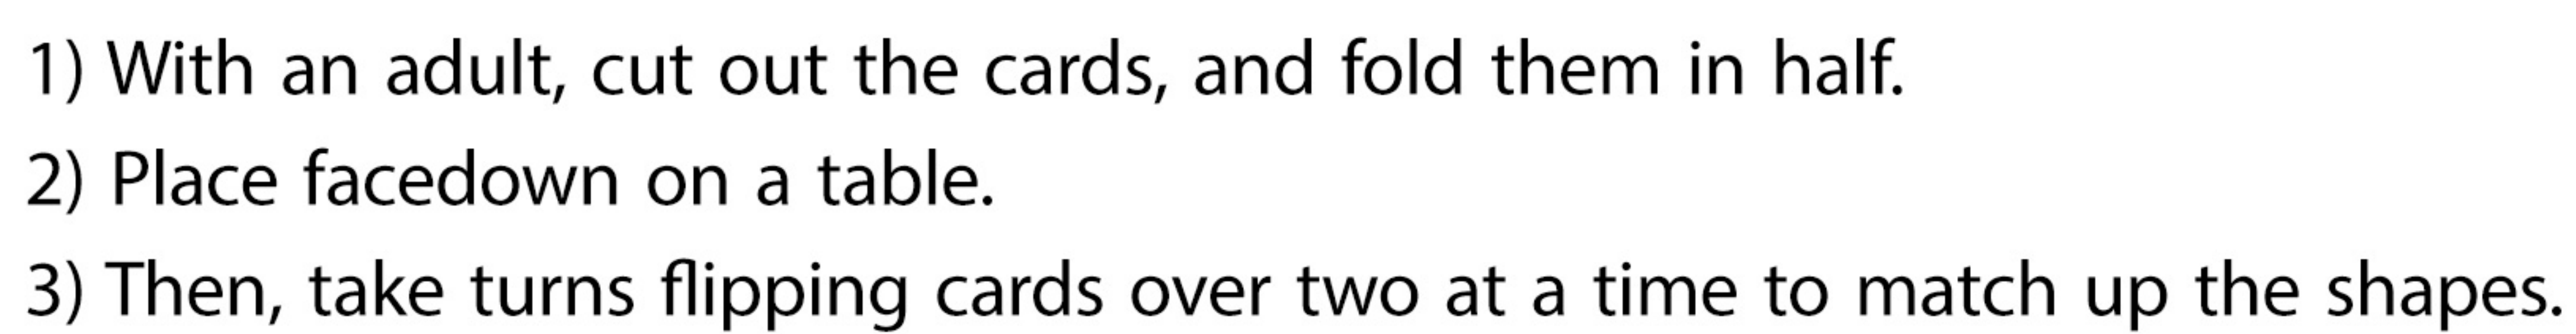 1) With an adult, cut out the cards, and fold them in half.
2) Place facedown on a table.
3) Then, take turns flipping cards over two at a time to match up the shapes.